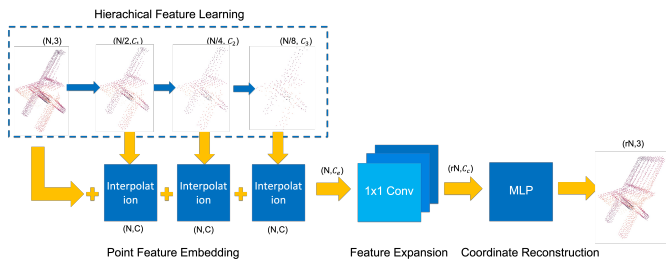 Hierachical Feature Learning
(N,3)
(N/2,C₁)
(N/4, C₂)
(N/8, C₃)
(rN,3)
+
Interpolat
ion
+
Interpolat
ion
+
Interpolat
ion
(N,Cₑ)
1x1 Conv
(rN,Cₑ)
MLP
(N,C)
(N,C)
(N,C)
Point Feature Embedding
Feature Expansion
Coordinate Reconstruction